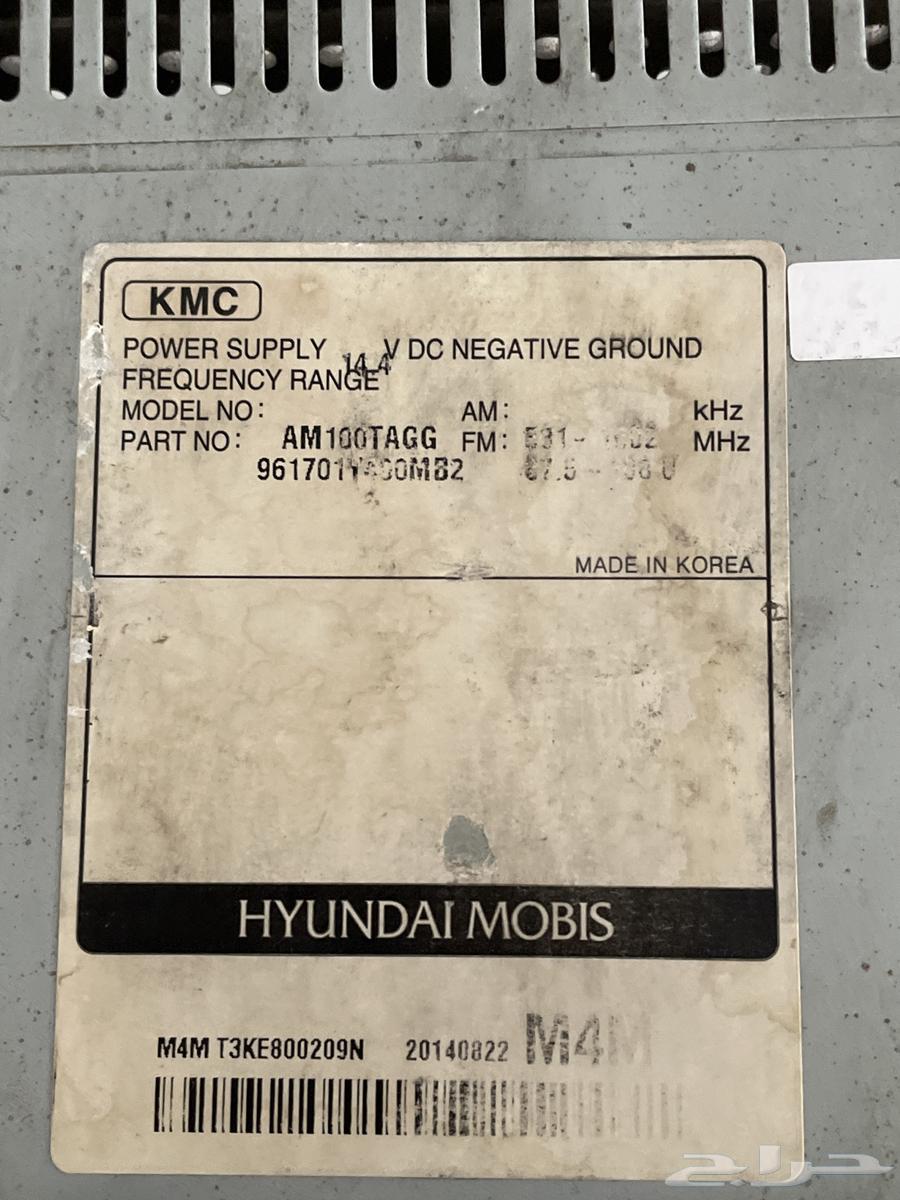 KMC
POWER SUPPLY 14.4 V DC NEGATIVE GROUND
FREQUENCY RANGE
MODEL NO: AM: kHz
PART NO: AM100TAGG FM: MHz
MADE IN KOREA
HYUNDAI MOBIS
M4M T3KE800209N 20140822 M4M
حراج